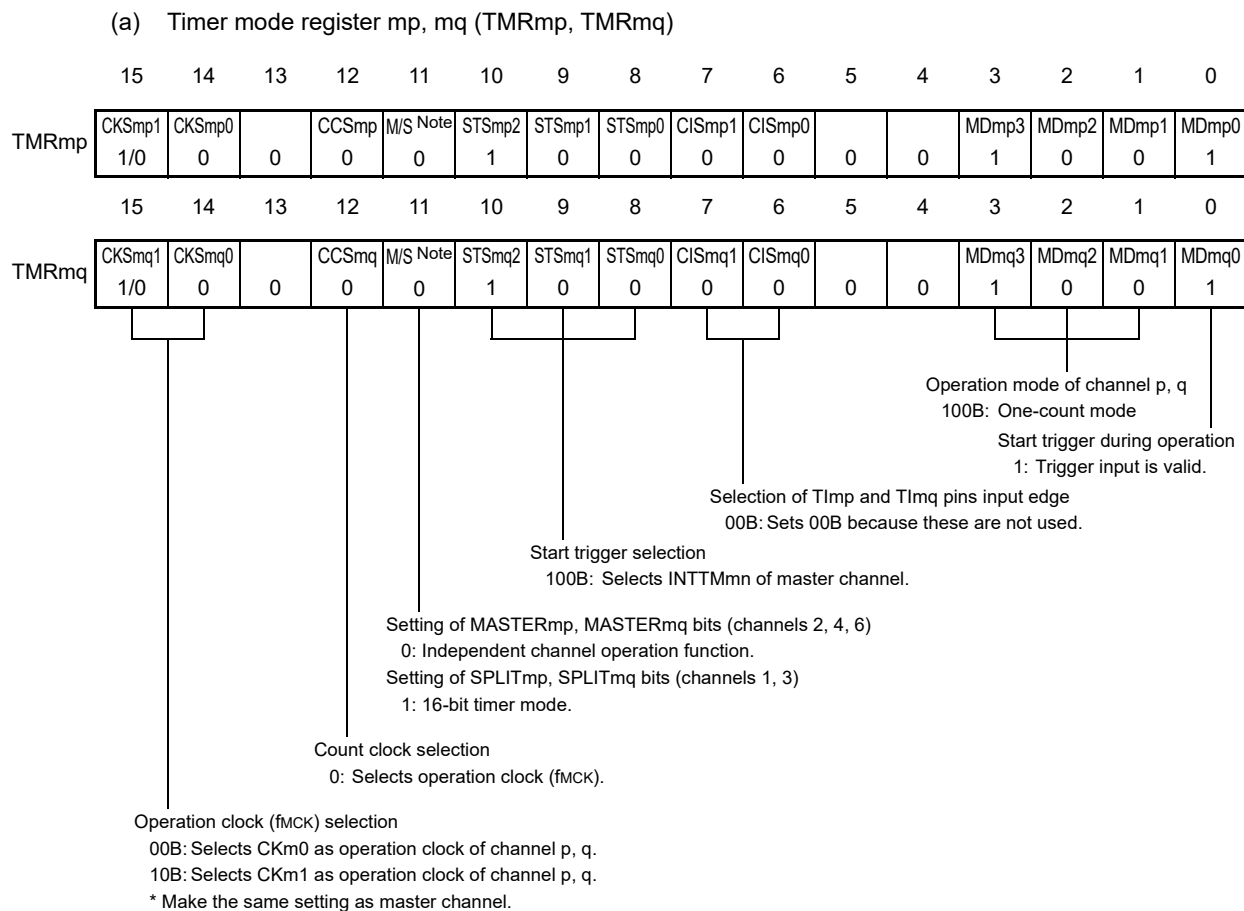 (a) Timer mode register mp, mq (TMRmp, TMRmq)
15 14 13 12 11 10 9 8 7 6 5 4 3 2 1 0
TMRmp CKSmp1 CKSmp0 CCSmp M/S Note STSmp2 STSmp1 STSmp0 CISmp1 CISmp0 MDmp3 MDmp2 MDmp1 MDmp0
1/0 0 0 0 0 1 0 0 0 0 0 0 1 0 0 1
15 14 13 12 11 10 9 8 7 6 5 4 3 2 1 0
TMRmq CKSmq1 CKSmq0 CCSmq M/S Note STSmq2 STSmq1 STSmq0 CISmq1 CISmq0 MDmq3 MDmq2 MDmq1 MDmq0
1/0 0 0 0 0 1 0 0 0 0 0 0 1 0 0 1
Operation mode of channel p, q
100B: One-count mode
Start trigger during operation
1: Trigger input is valid.
Selection of TImp and TImq pins input edge
00B: Sets 00B because these are not used.
Start trigger selection
100B: Selects INTTMmn of master channel.
Setting of MASTERmp, MASTERmq bits (channels 2, 4, 6)
0: Independent channel operation function.
Setting of SPLITmp, SPLITmq bits (channels 1, 3)
1: 16-bit timer mode.
Count clock selection
0: Selects operation clock (fMCK).
Operation clock (fMCK) selection
00B: Selects CKm0 as operation clock of channel p, q.
10B: Selects CKm1 as operation clock of channel p, q.
* Make the same setting as master channel.